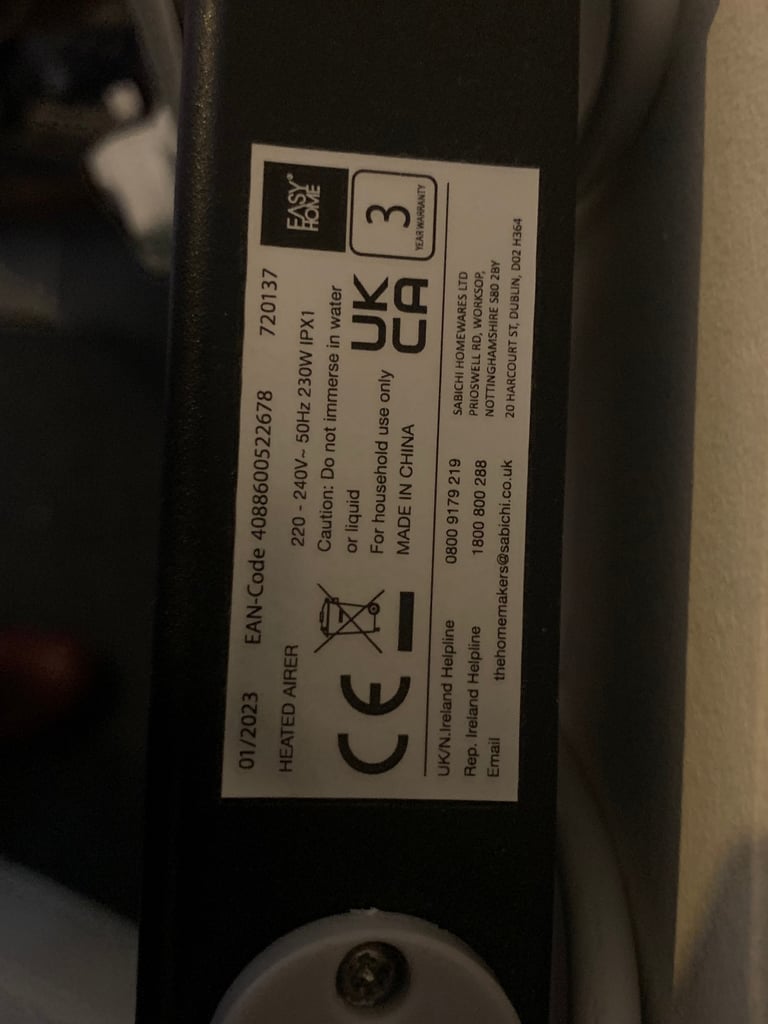 01/2023 EAN-Code 4088600522678 720137
EASY HOME®
HEATED AIRER
220 - 240V~ 50Hz 230W IPX1
Caution: Do not immerse in water
or liquid
For household use only
MADE IN CHINA
CE
UK
CA
3
YEAR WARRANTY
UK/N.Ireland Helpline 0800 9179 219
Rep. Ireland Helpline 1800 800 288
Email thehomemakers@sabichi.co.uk
SABICHI HOMEWARES LTD
PRIOSWELL RD, WORKSOP,
NOTTINGHAMSHIRE S80 2BY
20 HARCOURT ST, DUBLIN, D02 H364